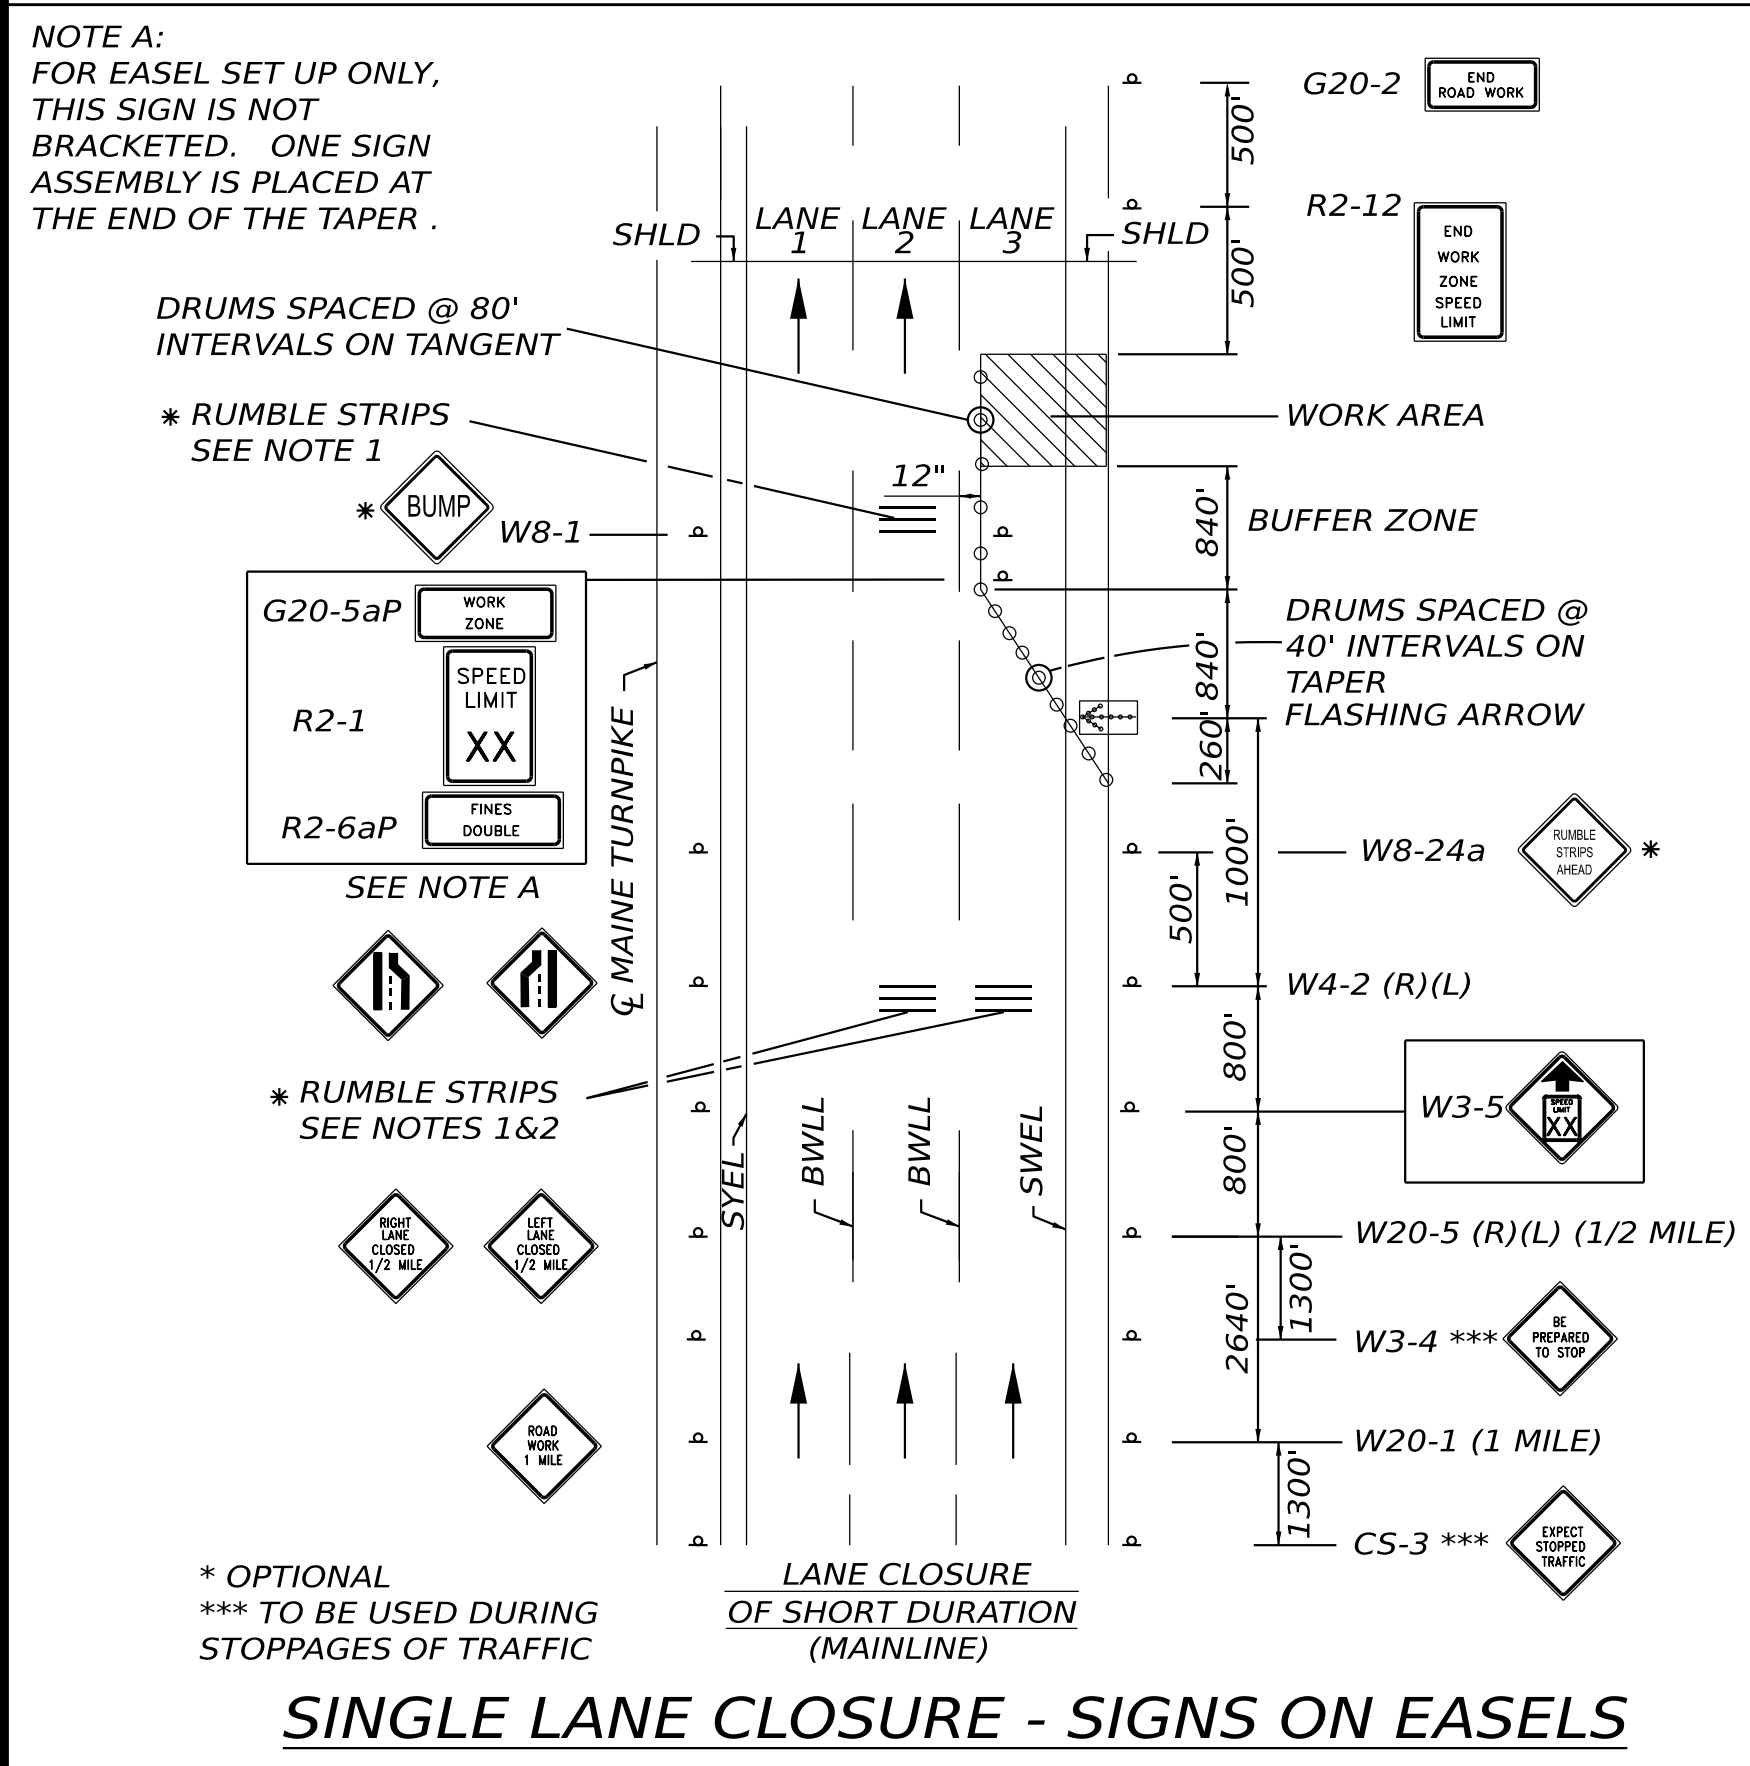 NOTE A:
FOR EASEL SET UP ONLY,
THIS SIGN IS NOT
BRACKETED. ONE SIGN
ASSEMBLY IS PLACED AT
THE END OF THE TAPER .
G20-2
END
ROAD WORK
500'
R2-12
END
WORK
ZONE
SPEED
LIMIT
500'
SHLD
LANE
1
LANE
2
LANE
3
SHLD
DRUMS SPACED @ 80'
INTERVALS ON TANGENT
* RUMBLE STRIPS
SEE NOTE 1
WORK AREA
* BUMP
W8-1
12"
840'
BUFFER ZONE
G20-5aP
WORK
ZONE
R2-1
SPEED
LIMIT
XX
R2-6aP
FINES
DOUBLE
SEE NOTE A
DRUMS SPACED @
40' INTERVALS ON
TAPER
FLASHING ARROW
840'
260'
℄ MAINE TURNPIKE
W8-24a
RUMBLE
STRIPS
AHEAD
*
1000'
500'
W4-2 (R)(L)
* RUMBLE STRIPS
SEE NOTES 1&2
800'
W3-5
SPEED
LIMIT
XX
SYEL
BWLL
BWLL
SWEL
800'
RIGHT
LANE
CLOSED
1/2 MILE
LEFT
LANE
CLOSED
1/2 MILE
W20-5 (R)(L) (1/2 MILE)
1300'
2640'
W3-4 ***
BE
PREPARED
TO STOP
ROAD
WORK
1 MILE
W20-1 (1 MILE)
1300'
CS-3 ***
EXPECT
STOPPED
TRAFFIC
* OPTIONAL
*** TO BE USED DURING
STOPPAGES OF TRAFFIC
LANE CLOSURE
OF SHORT DURATION
(MAINLINE)
SINGLE LANE CLOSURE - SIGNS ON EASELS